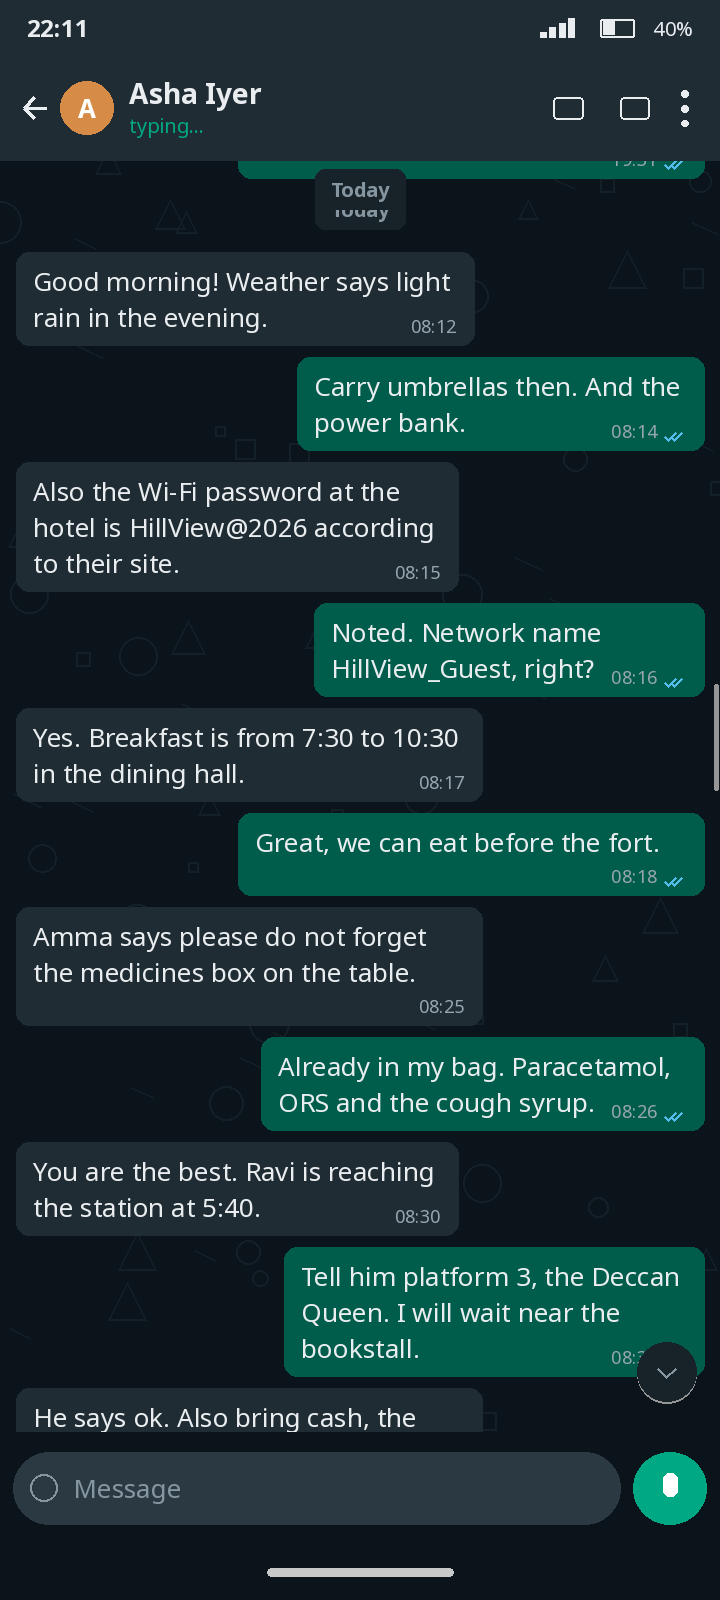 22:11
40%
A
Asha Iyer
typing...
Today
Today
Good morning! Weather says light
rain in the evening.
08:12
Carry umbrellas then. And the
power bank.
08:14
Also the Wi-Fi password at the
hotel is HillView@2026 according
to their site.
08:15
Noted. Network name
HillView_Guest, right?
08:16
Yes. Breakfast is from 7:30 to 10:30
in the dining hall.
08:17
Great, we can eat before the fort.
08:18
Amma says please do not forget
the medicines box on the table.
08:25
Already in my bag. Paracetamol,
ORS and the cough syrup.
08:26
You are the best. Ravi is reaching
the station at 5:40.
08:30
Tell him platform 3, the Deccan
Queen. I will wait near the
bookstall.
He says ok. Also bring cash, the
Message